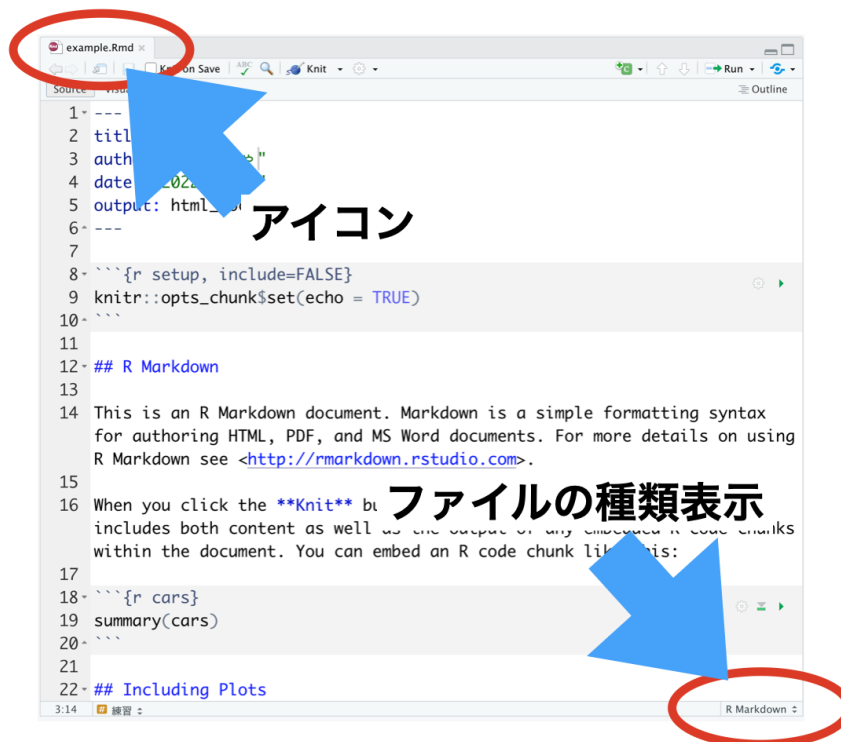 example.Rmd
Knit on Save ABC Knit Run
Source Outline
1 ---
2 titl
3 auth "
4 date 2022
5 output: html_
6 ---
7
8 ```{r setup, include=FALSE}
9 knitr::opts_chunk$set(echo = TRUE)
10 ```
アイコン
11
12 ## R Markdown
13
14 This is an R Markdown document. Markdown is a simple formatting syntax
for authoring HTML, PDF, and MS Word documents. For more details on using
R Markdown see <http://rmarkdown.rstudio.com>.
15
16 When you click the **Knit**
ファイルの種類表示
includes both content as well as the output of any embedded R code chunks
within the document. You can embed an R code chunk like this:
17
18 ```{r cars}
19 summary(cars)
20 ```
21
22 ## Including Plots
3:14 # 練習 R Markdown